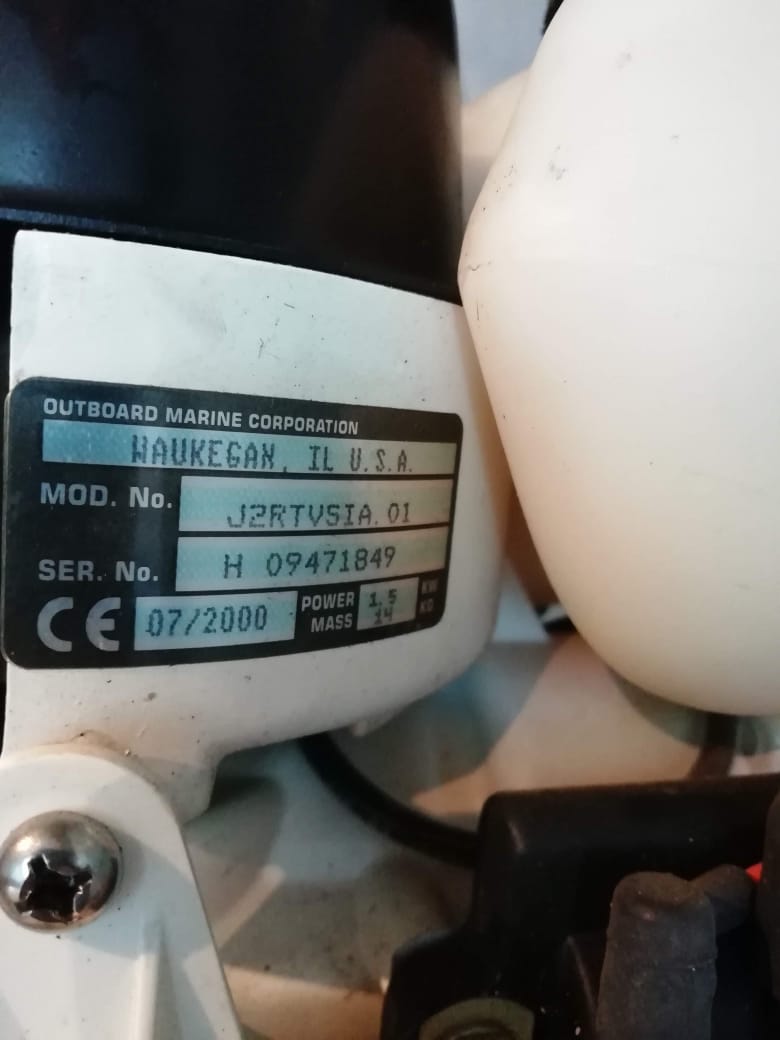 OUTBOARD MARINE CORPORATION
WAUKEGAN, IL U.S.A.
MOD. No. J2RTVSIA.01
SER. No. H 09471849
CE 07/2000 POWER 1.5 KW
MASS 14 KG